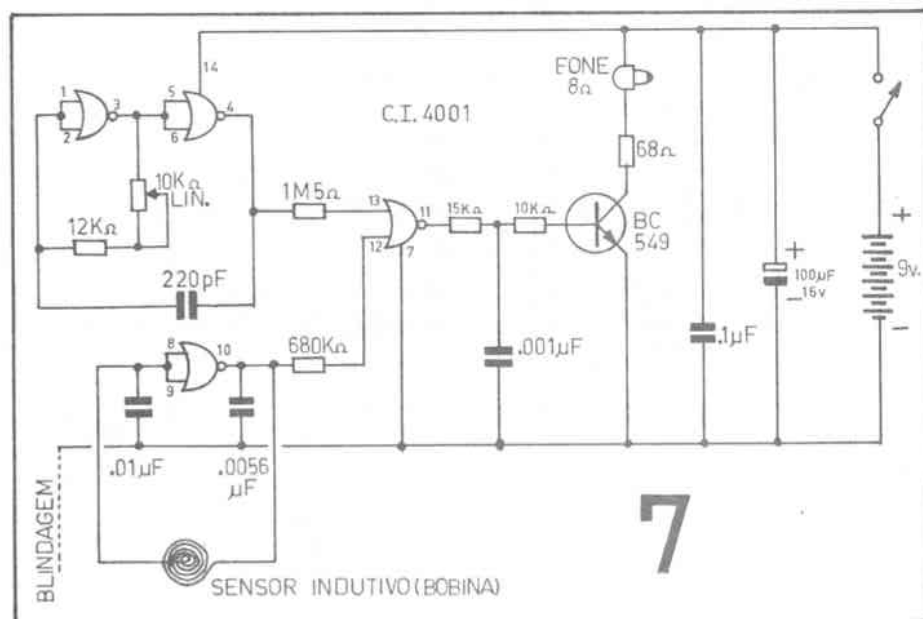 14
FONE
8Ω
C.I. 4001
1
2
3
5
6
4
10KΩ
LIN.
12KΩ
220pF
1M5Ω
13
12
11
7
15KΩ
10KΩ
68Ω
BC
549
+
100µF
- 16v
+
9v.
-
8
9
10
680KΩ
.001µF
.1µF
.01µF
.0056
µF
BLINDAGEM
SENSOR INDUTIVO (BOBINA)
7